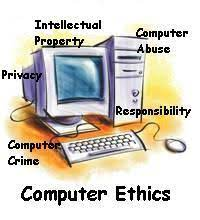 Intellectual
Property
Computer
Abuse
Privacy
Responsibility
Computer
Crime
Computer Ethics